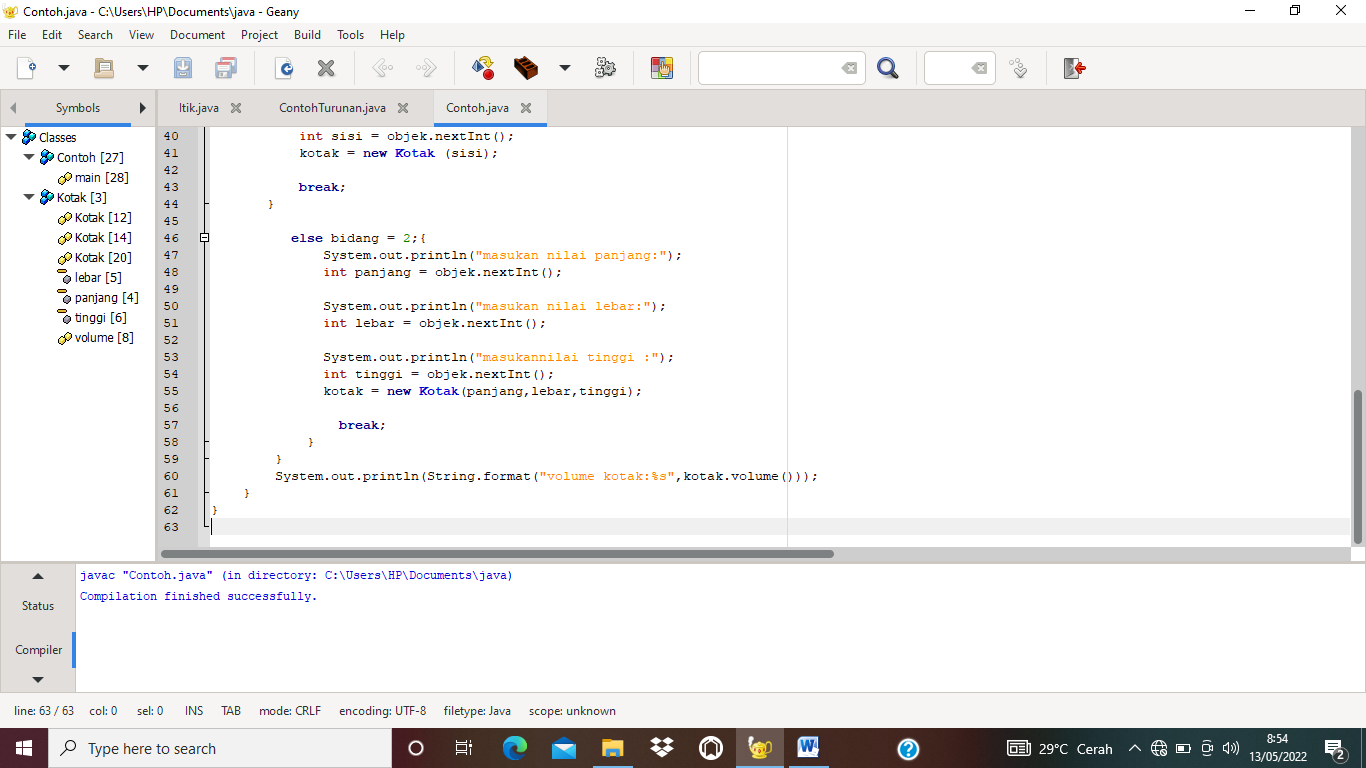 Contoh.java - C:\Users\HP\Documents\java - Geany
File Edit Search View Document Project Build Tools Help
Symbols
Itik.java
ContohTurunan.java
Contoh.java
Classes
Contoh [27]
main [28]
Kotak [3]
Kotak [12]
Kotak [14]
Kotak [20]
lebar [5]
panjang [4]
tinggi [6]
volume [8]
40 int sisi = objek.nextInt();
41 kotak = new Kotak (sisi);
42
43 break;
44 }
45
46 else bidang = 2;{
47 System.out.println("masukan nilai panjang:");
48 int panjang = objek.nextInt();
49
50 System.out.println("masukan nilai lebar:");
51 int lebar = objek.nextInt();
52
53 System.out.println("masukannilai tinggi :");
54 int tinggi = objek.nextInt();
55 kotak = new Kotak(panjang,lebar,tinggi);
56
57 break;
58 }
59 }
60 System.out.println(String.format("volume kotak:%s",kotak.volume()));
61 }
62 }
63
Status
Compiler
javac "Contoh.java" (in directory: C:\Users\HP\Documents\java)
Compilation finished successfully.
line: 63 / 63 col: 0 sel: 0 INS TAB mode: CRLF encoding: UTF-8 filetype: Java scope: unknown
Type here to search
29°C Cerah
8:54
13/05/2022
2